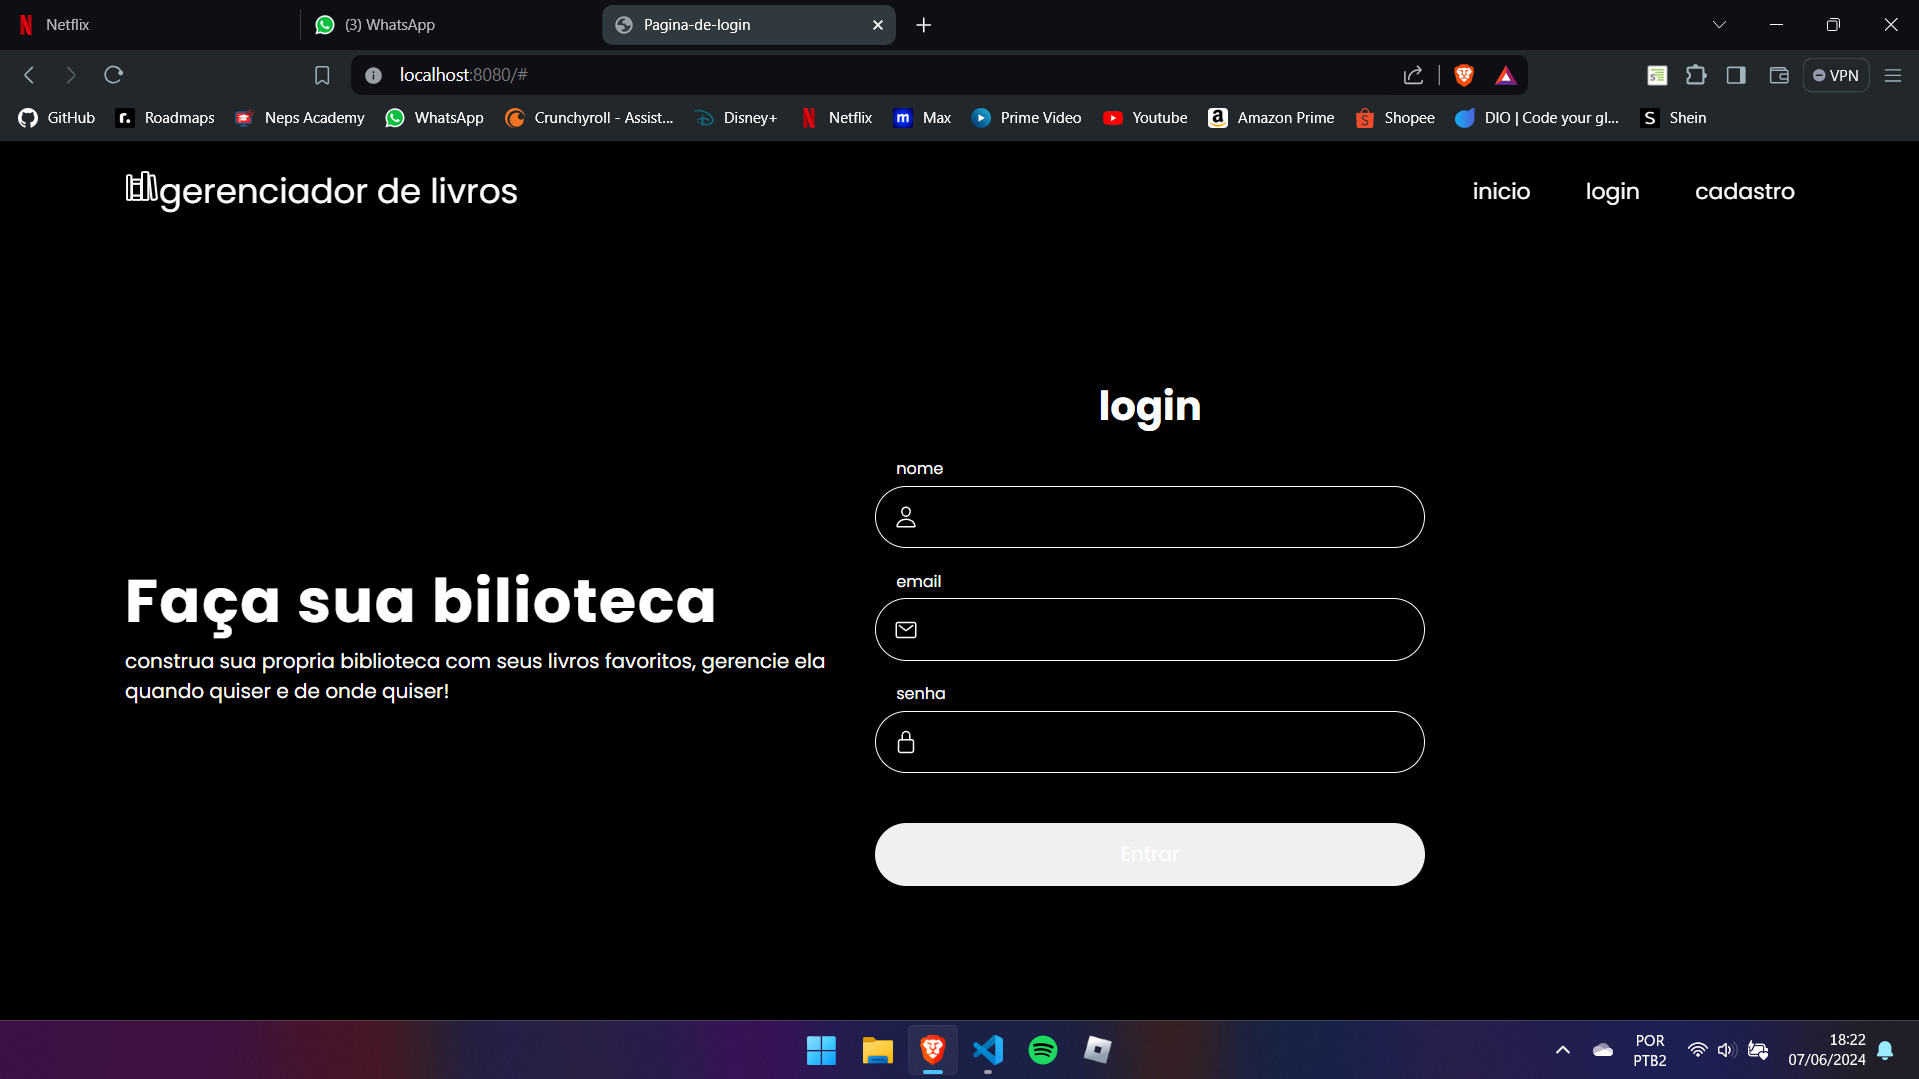 Netflix
(3) WhatsApp
Pagina-de-login
localhost:8080/#
VPN
GitHub
Roadmaps
Neps Academy
WhatsApp
Crunchyroll - Assist...
Disney+
Netflix
Max
Prime Video
Youtube
Amazon Prime
Shopee
DIO | Code your gl...
Shein
gerenciador de livros
inicio
login
cadastro
login
nome
email
senha
Entrar
Faça sua bilioteca
construa sua propria biblioteca com seus livros favoritos, gerencie ela
quando quiser e de onde quiser!
POR
PTB2
18:22
07/06/2024